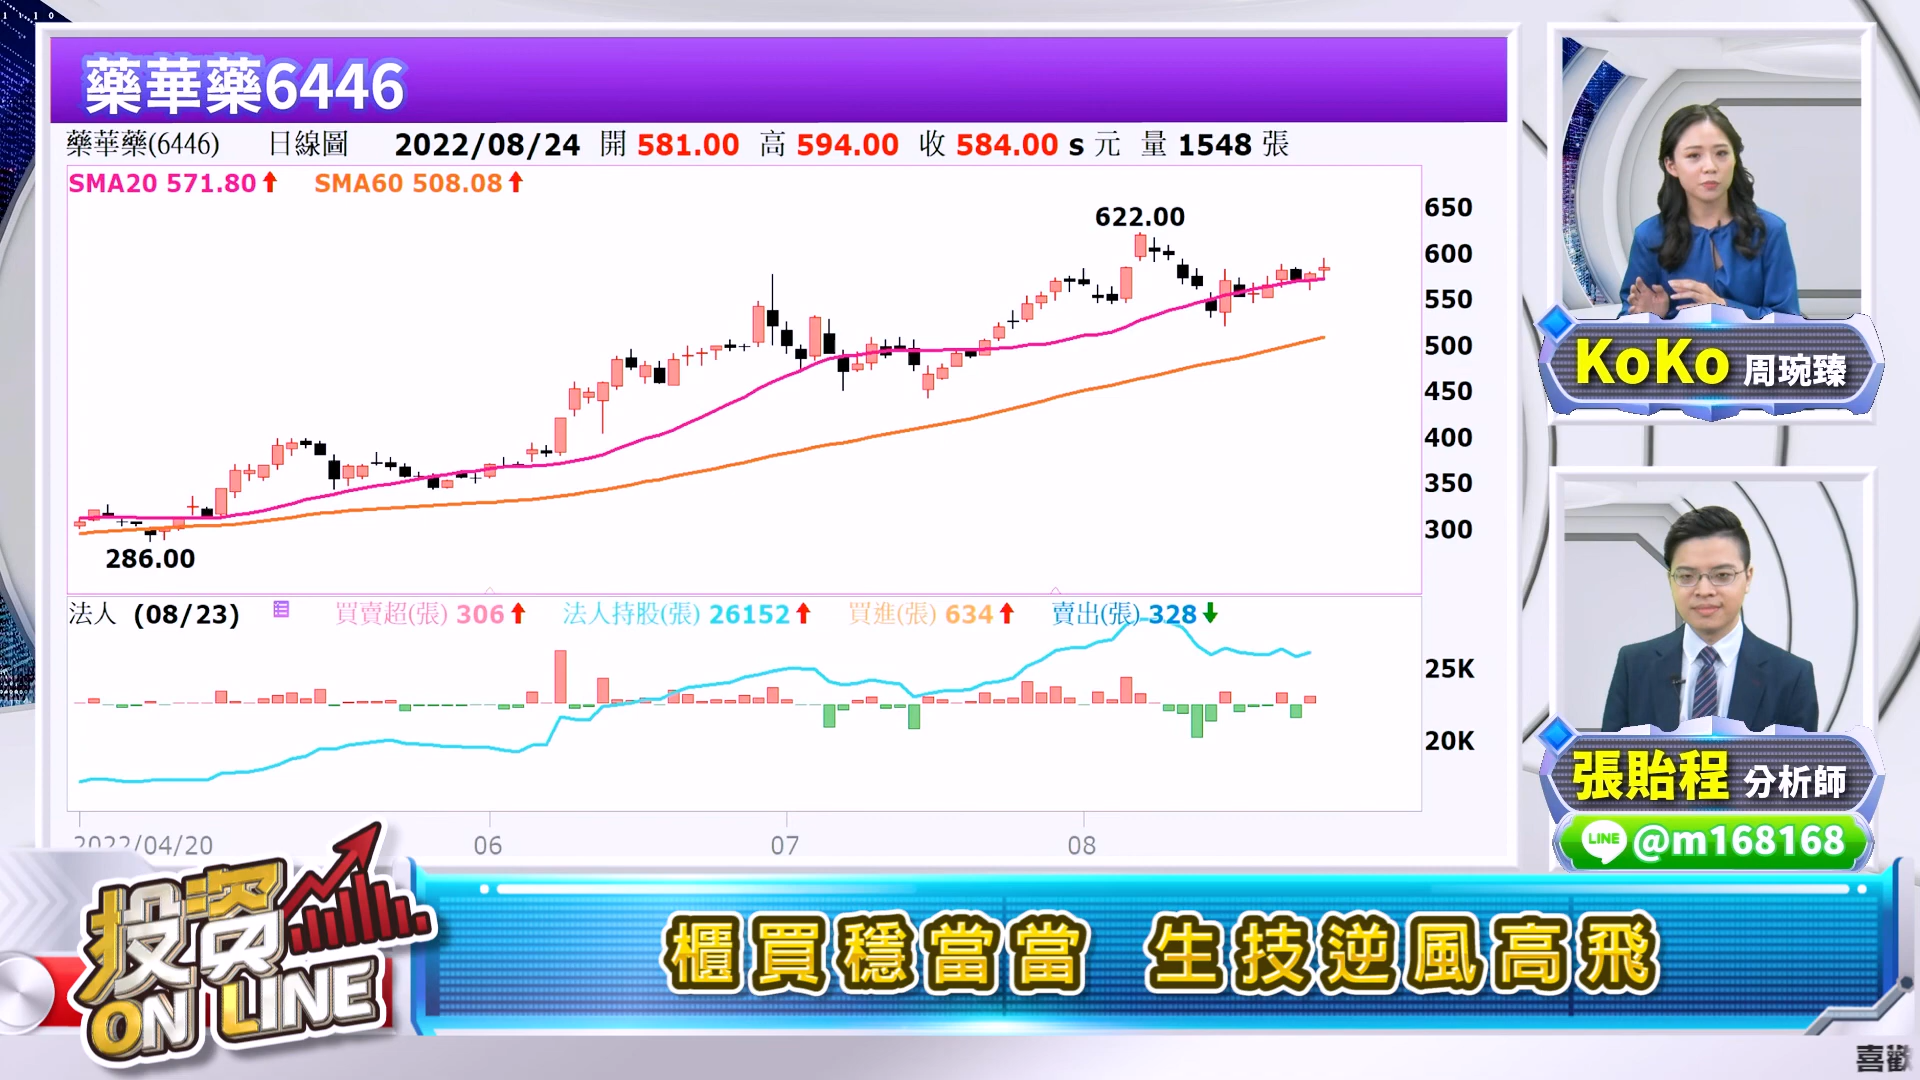 藥華藥6446
藥華藥(6446) 日線圖 2022/08/24 開 581.00 高 594.00 收 584.00 s 元 量 1548 張
SMA20 571.80↑ SMA60 508.08↑
622.00
286.00
650
600
550
500
450
400
350
300
法人 (08/23) 買賣超(張) 306↑ 法人持股(張) 26152↑ 買進(張) 634↑ 賣出(張) 328↓
25K
20K
2022/04/20 06 07 08
KoKo 周琬臻
張貽程 分析師
LINE @m168168
投資
ON LINE
櫃買穩當當 生技逆風高飛
喜歡